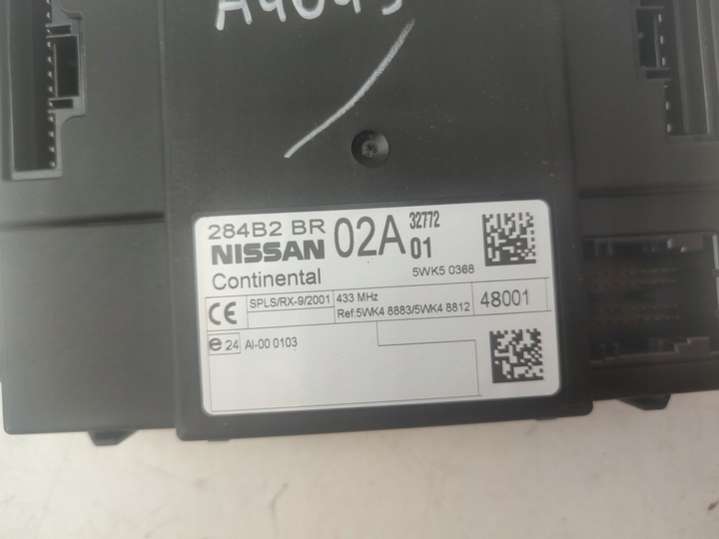 284B2 BR
NISSAN 02A 32772 01
Continental 5WK5 0368
CE SPLS/RX-9/2001 433 MHz
Ref:5WK4 8883/5WK4 8812 48001
e 24 AI-00 0103